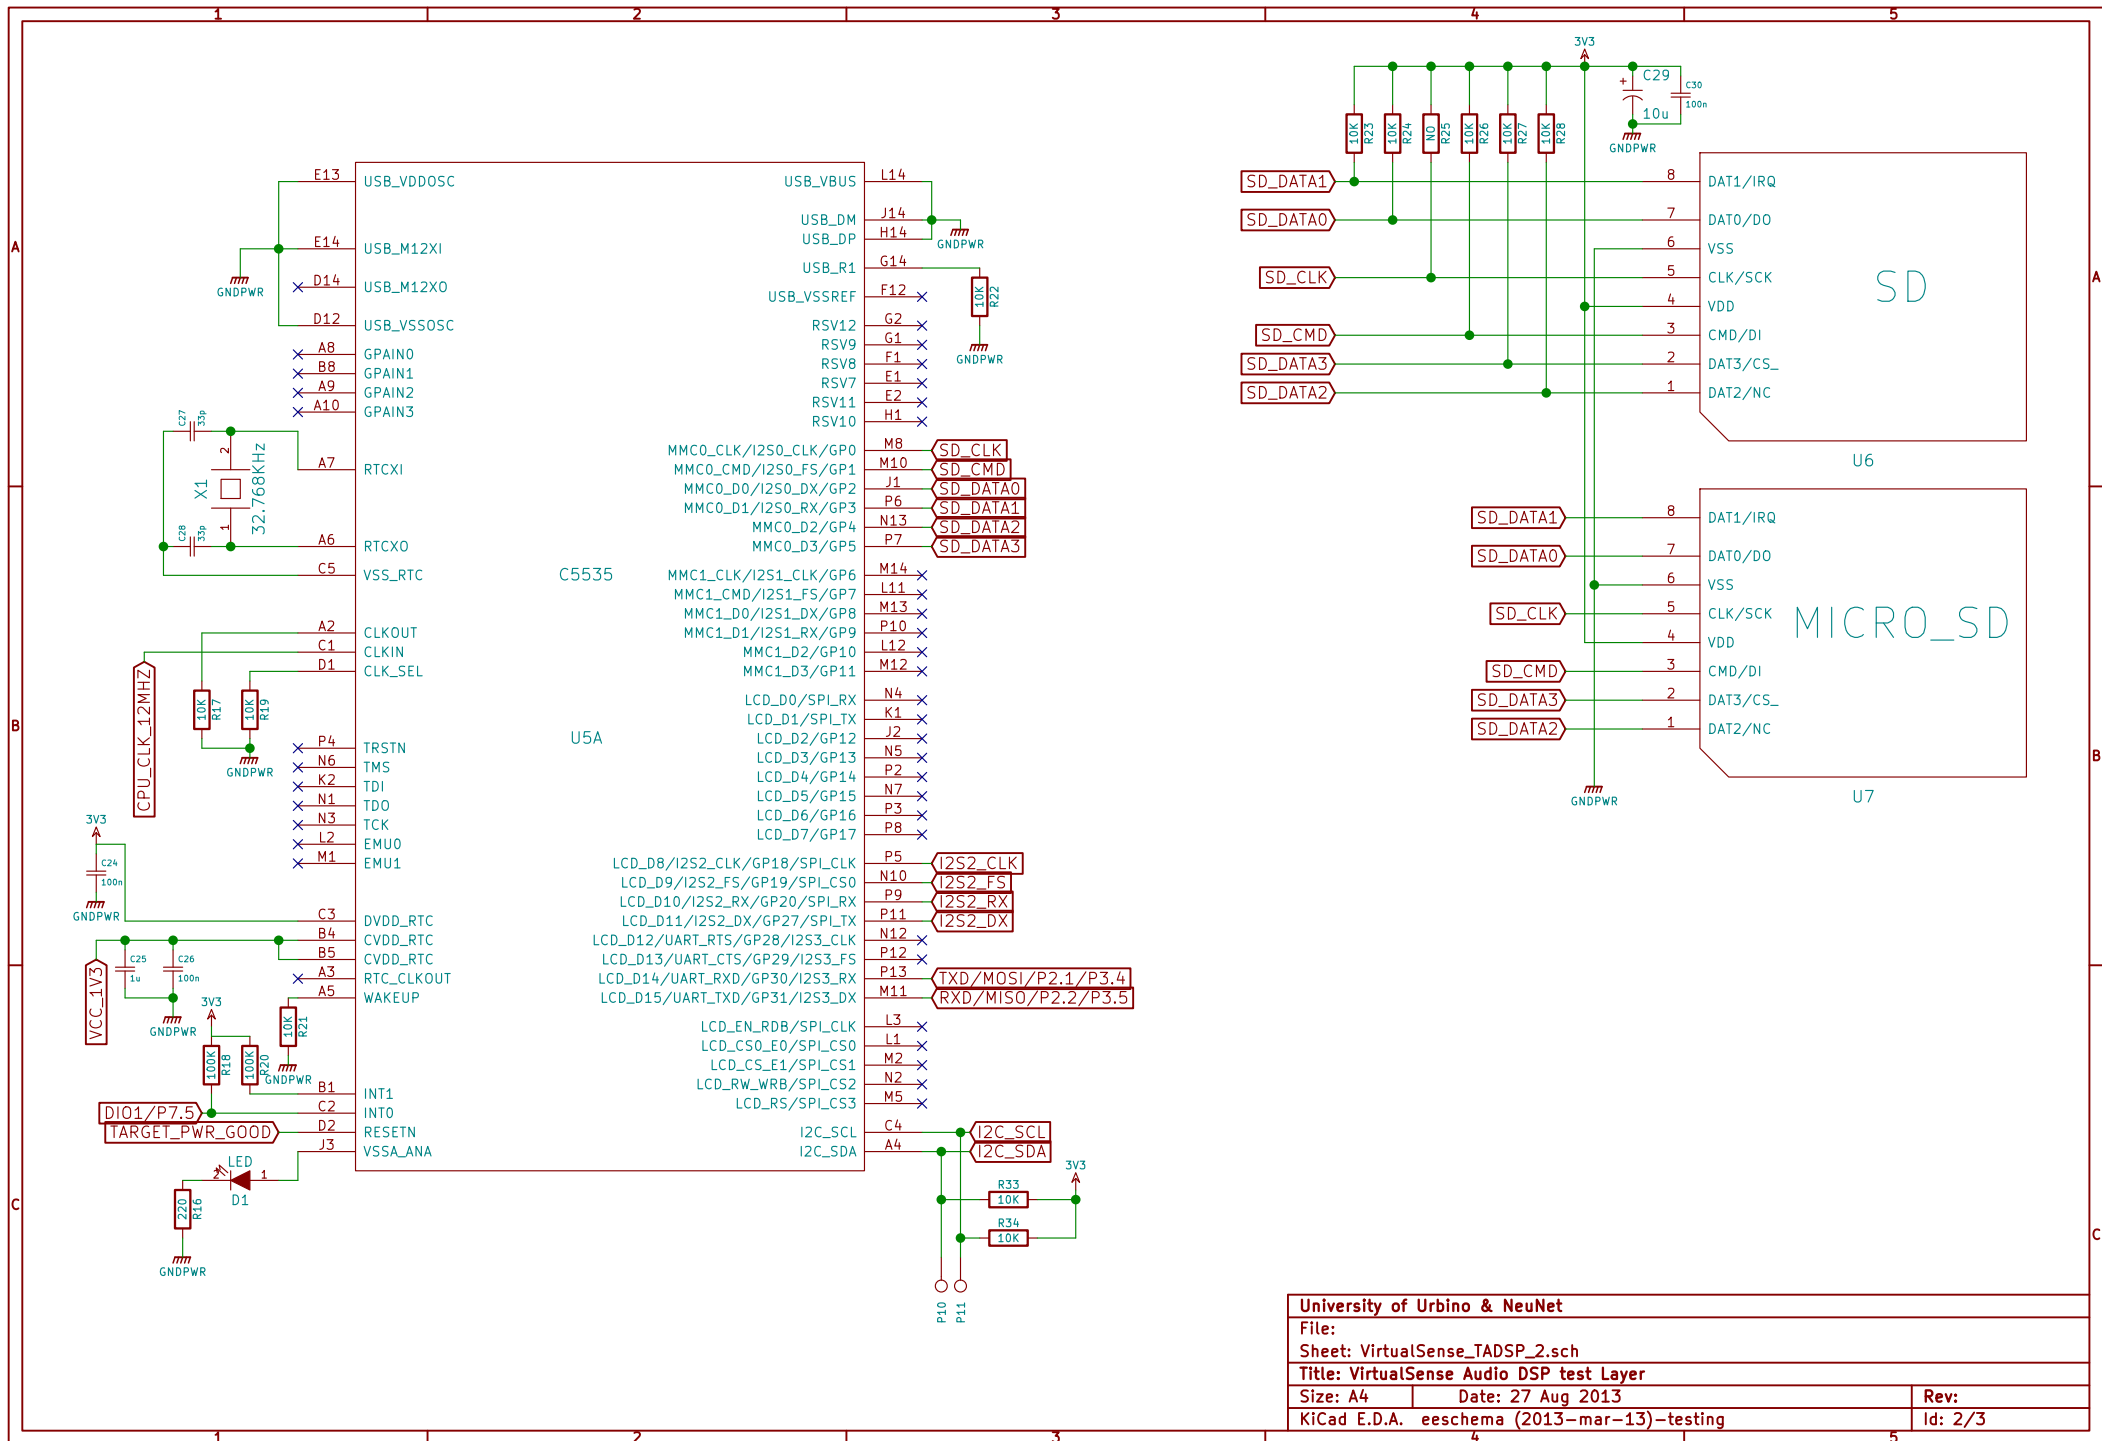 1 2 3 4 5
A
B
C
E13 USB_VDDOSC
E14 USB_M12XI
D14 USB_M12XO
D12 USB_VSSOSC
GNDPWR
A8 GPAIN0
B8 GPAIN1
A9 GPAIN2
A10 GPAIN3
C27 33p
2
X1
32.768KHz
1
C28 33p
A7 RTCXI
A6 RTCXO
C5 VSS_RTC
A2 CLKOUT
C1 CLKIN
D1 CLK_SEL
CPU_CLK_12MHZ
10K R17
10K R19
GNDPWR
P4 TRSTN
N6 TMS
K2 TDI
N1 TDO
N3 TCK
L2 EMU0
M1 EMU1
3V3
C24
100n
GNDPWR
C3 DVDD_RTC
B4 CVDD_RTC
B5 CVDD_RTC
A3 RTC_CLKOUT
A5 WAKEUP
VCC_1V3
C25
1u
C26
100n
GNDPWR
3V3
100K R18
100K R20
10K R21
GNDPWR
B1 INT1
C2 INT0
D2 RESETN
J3 VSSA_ANA
DIO1/P7.5
TARGET_PWR_GOOD
LED
2 1
D1
220 R16
GNDPWR
C5535
U5A
USB_VBUS L14
USB_DM J14
USB_DP H14
USB_R1 G14
USB_VSSREF F12
GNDPWR
10K R22
GNDPWR
RSV12 G2
RSV9 G1
RSV8 F1
RSV7 E1
RSV11 E2
RSV10 H1
MMC0_CLK/I2S0_CLK/GP0 M8 SD_CLK
MMC0_CMD/I2S0_FS/GP1 M10 SD_CMD
MMC0_D0/I2S0_DX/GP2 J1 SD_DATA0
MMC0_D1/I2S0_RX/GP3 P6 SD_DATA1
MMC0_D2/GP4 N13 SD_DATA2
MMC0_D3/GP5 P7 SD_DATA3
MMC1_CLK/I2S1_CLK/GP6 M14
MMC1_CMD/I2S1_FS/GP7 L11
MMC1_D0/I2S1_DX/GP8 M13
MMC1_D1/I2S1_RX/GP9 P10
MMC1_D2/GP10 L12
MMC1_D3/GP11 M12
LCD_D0/SPI_RX N4
LCD_D1/SPI_TX K1
LCD_D2/GP12 J2
LCD_D3/GP13 N5
LCD_D4/GP14 P2
LCD_D5/GP15 N7
LCD_D6/GP16 P3
LCD_D7/GP17 P8
LCD_D8/I2S2_CLK/GP18/SPI_CLK P5 I2S2_CLK
LCD_D9/I2S2_FS/GP19/SPI_CS0 N10 I2S2_FS
LCD_D10/I2S2_RX/GP20/SPI_RX P9 I2S2_RX
LCD_D11/I2S2_DX/GP27/SPI_TX P11 I2S2_DX
LCD_D12/UART_RTS/GP28/I2S3_CLK N12
LCD_D13/UART_CTS/GP29/I2S3_FS P12
LCD_D14/UART_RXD/GP30/I2S3_RX P13 TXD/MOSI/P2.1/P3.4
LCD_D15/UART_TXD/GP31/I2S3_DX M11 RXD/MISO/P2.2/P3.5
LCD_EN_RDB/SPI_CLK L3
LCD_CS0_E0/SPI_CS0 L1
LCD_CS_E1/SPI_CS1 M2
LCD_RW_WRB/SPI_CS2 N2
LCD_RS/SPI_CS3 M5
I2C_SCL C4 I2C_SCL
I2C_SDA A4 I2C_SDA
3V3
R33
10K
R34
10K
P10
P11
3V3
C29
10u
C30
100n
GNDPWR
10K R23
10K R24
NO R25
10K R26
10K R27
10K R28
SD_DATA1 8 DAT1/IRQ
SD_DATA0 7 DAT0/DO
6 VSS
SD_CLK 5 CLK/SCK
4 VDD
SD_CMD 3 CMD/DI
SD_DATA3 2 DAT3/CS_
SD_DATA2 1 DAT2/NC
SD
U6
SD_DATA1 8 DAT1/IRQ
SD_DATA0 7 DAT0/DO
6 VSS
SD_CLK 5 CLK/SCK
4 VDD
SD_CMD 3 CMD/DI
SD_DATA3 2 DAT3/CS_
SD_DATA2 1 DAT2/NC
MICRO_SD
GNDPWR
U7
A
B
C
University of Urbino & NeuNet
File:
Sheet: VirtualSense_TADSP_2.sch
Title: VirtualSense Audio DSP test Layer
Size: A4 Date: 27 Aug 2013 Rev:
KiCad E.D.A. eeschema (2013-mar-13)-testing Id: 2/3
1 2 3 4 5